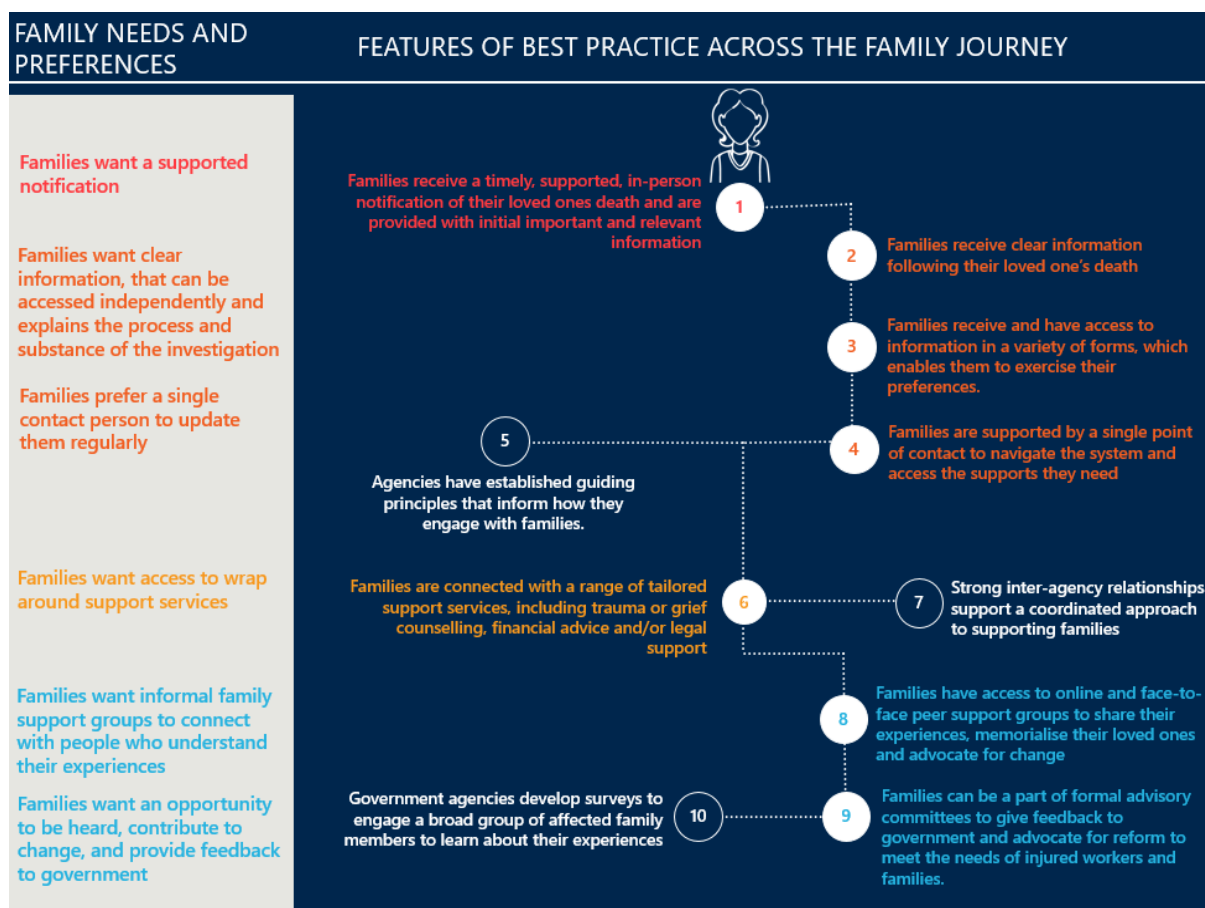 FAMILY NEEDS AND
PREFERENCES
FEATURES OF BEST PRACTICE ACROSS THE FAMILY JOURNEY
Families want a supported
notification
Families want clear
information, that can be
accessed independently and
explains the process and
substance of the investigation
Families prefer a single
contact person to update
them regularly
Families want access to wrap
around support services
Families want informal family
support groups to connect
with people who understand
their experiences
Families want an opportunity
to be heard, contribute to
change, and provide feedback
to government
Families receive a timely, supported, in-person
notification of their loved ones death and are
provided with initial important and relevant
information
1
2
Families receive clear information
following their loved one's death
3
Families receive and have access to
information in a variety of forms, which
enables them to exercise their
preferences.
4
Families are supported by a single point
of contact to navigate the system and
access the supports they need
5
Agencies have established guiding
principles that inform how they
engage with families.
Families are connected with a range of tailored
support services, including trauma or grief
counselling, financial advice and/or legal
support
6
7
Strong inter-agency relationships
support a coordinated approach
to supporting families
8
Families have access to online and face-to-
face peer support groups to share their
experiences, memorialise their loved ones
and advocate for change
9
Families can be a part of formal advisory
committees to give feedback to
government and advocate for reform to
meet the needs of injured workers and
families.
Government agencies develop surveys to
engage a broad group of affected family
members to learn about their experiences
10